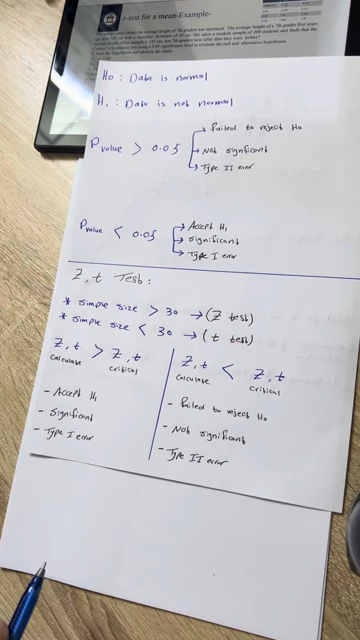 z-test for a mean-Example-
Ho : Data is normal
H₁ : Data is not normal
Pvalue > 0.05
Failed to reject Ho
Not significant
Type II error
Pvalue < 0.05
Accept H₁
significant
Type I error
Z, t Test :
* simple size > 30 → (Z test)
* simple size < 30 → (t test)
Z, t > Z, t
calculate critical
- Accept H₁
- Significant
- Type I error
Z, t < Z, t
calculate critical
- Failed to reject Ho
- Not significant
- Type II error